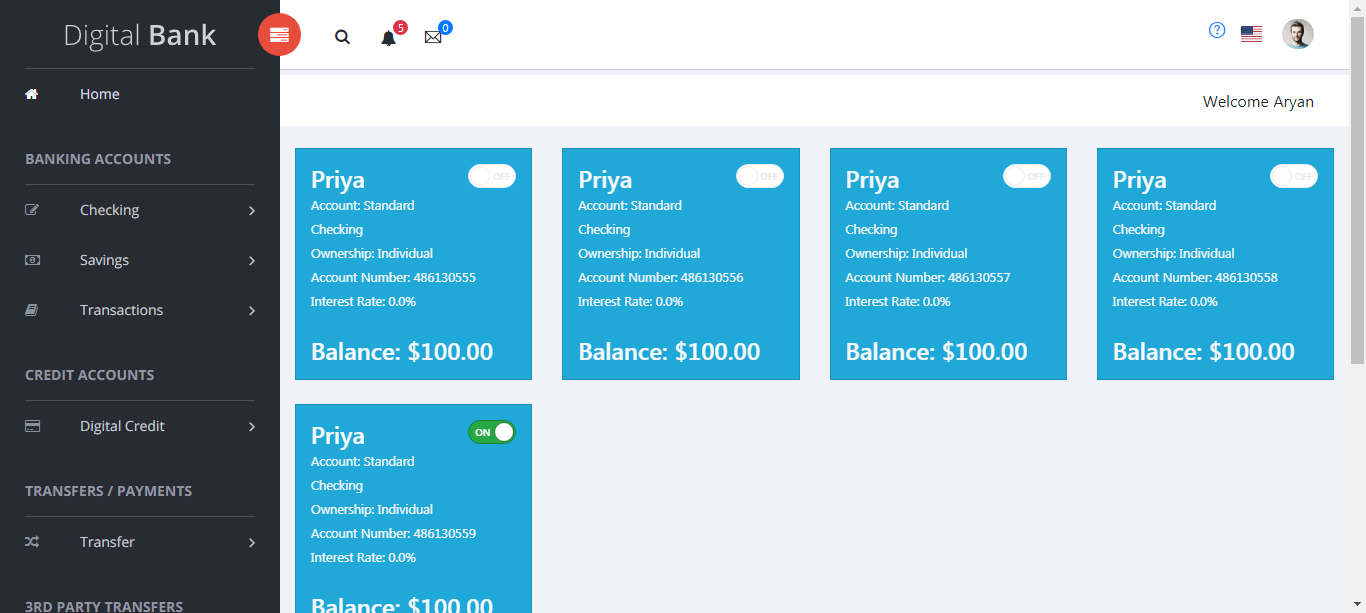 Digital Bank
5
0
Home
Welcome Aryan
BANKING ACCOUNTS
Checking
Savings
Transactions
CREDIT ACCOUNTS
Digital Credit
TRANSFERS / PAYMENTS
Transfer
3RD PARTY TRANSFERS
Priya
OFF
Account: Standard
Checking
Ownership: Individual
Account Number: 486130555
Interest Rate: 0.0%
Balance: $100.00
Priya
OFF
Account: Standard
Checking
Ownership: Individual
Account Number: 486130556
Interest Rate: 0.0%
Balance: $100.00
Priya
OFF
Account: Standard
Checking
Ownership: Individual
Account Number: 486130557
Interest Rate: 0.0%
Balance: $100.00
Priya
OFF
Account: Standard
Checking
Ownership: Individual
Account Number: 486130558
Interest Rate: 0.0%
Balance: $100.00
Priya
ON
Account: Standard
Checking
Ownership: Individual
Account Number: 486130559
Interest Rate: 0.0%
Balance: $100.00